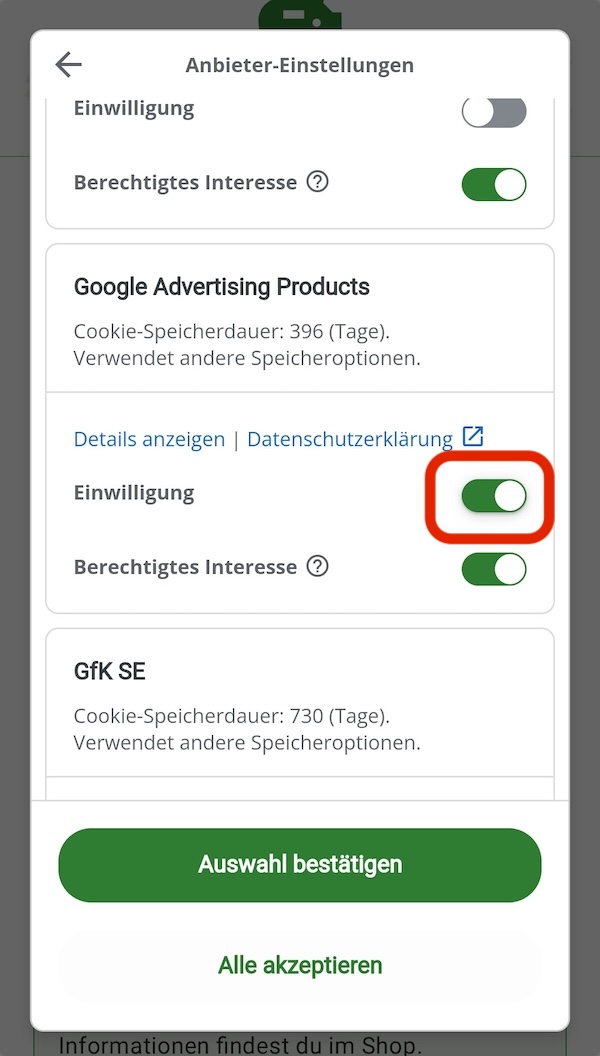 Anbieter-Einstellungen
Einwilligung
Berechtigtes Interesse ?
Google Advertising Products
Cookie-Speicherdauer: 396 (Tage).
Verwendet andere Speicheroptionen.
Details anzeigen | Datenschutzerklärung
Einwilligung
Berechtigtes Interesse ?
GfK SE
Cookie-Speicherdauer: 730 (Tage).
Verwendet andere Speicheroptionen.
Auswahl bestätigen
Alle akzeptieren
Informationen findest du im Shop.